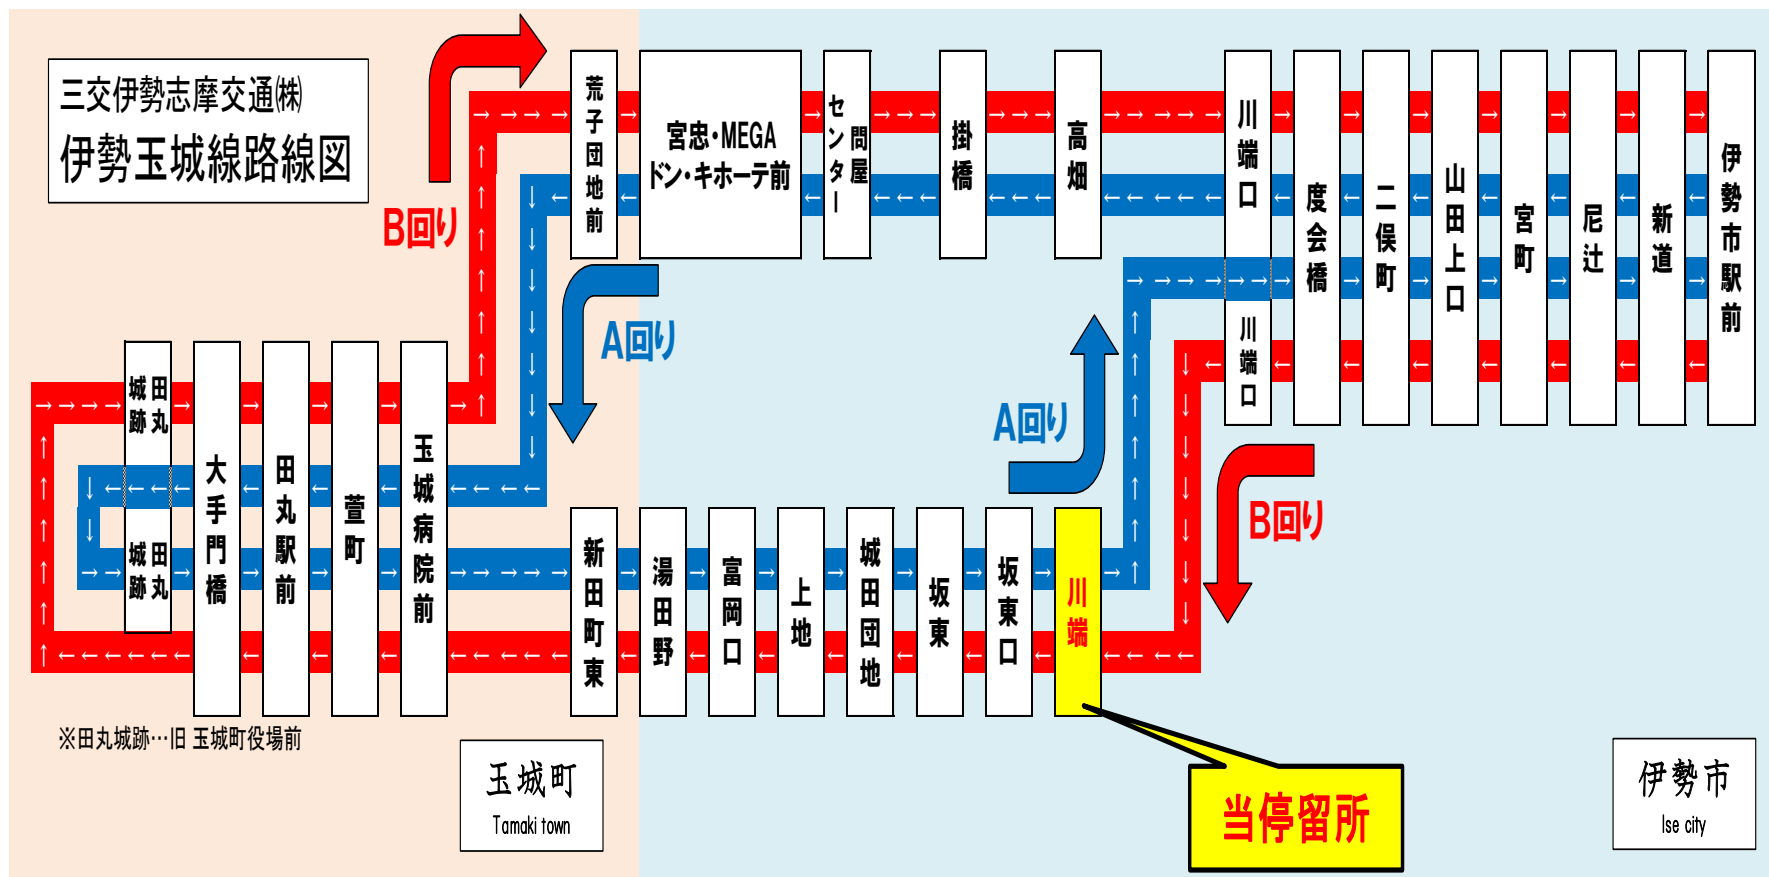 三交伊勢志摩交通㈱
伊勢玉城線路線図
B回り
荒子団地前
宮忠・MEGA
ドン・キホーテ前
問屋
センター
掛橋
高畑
川端口
川端口
度会橋
二俣町
山田上口
宮町
尼辻
新道
伊勢市駅前
A回り
A回り
B回り
田丸
城跡
田丸
城跡
大手門橋
田丸駅前
萱町
玉城病院前
新田町東
湯田野
富岡口
上地
城田団地
坂東
坂東口
川端
※田丸城跡…旧 玉城町役場前
玉城町
Tamaki town
当停留所
伊勢市
Ise city